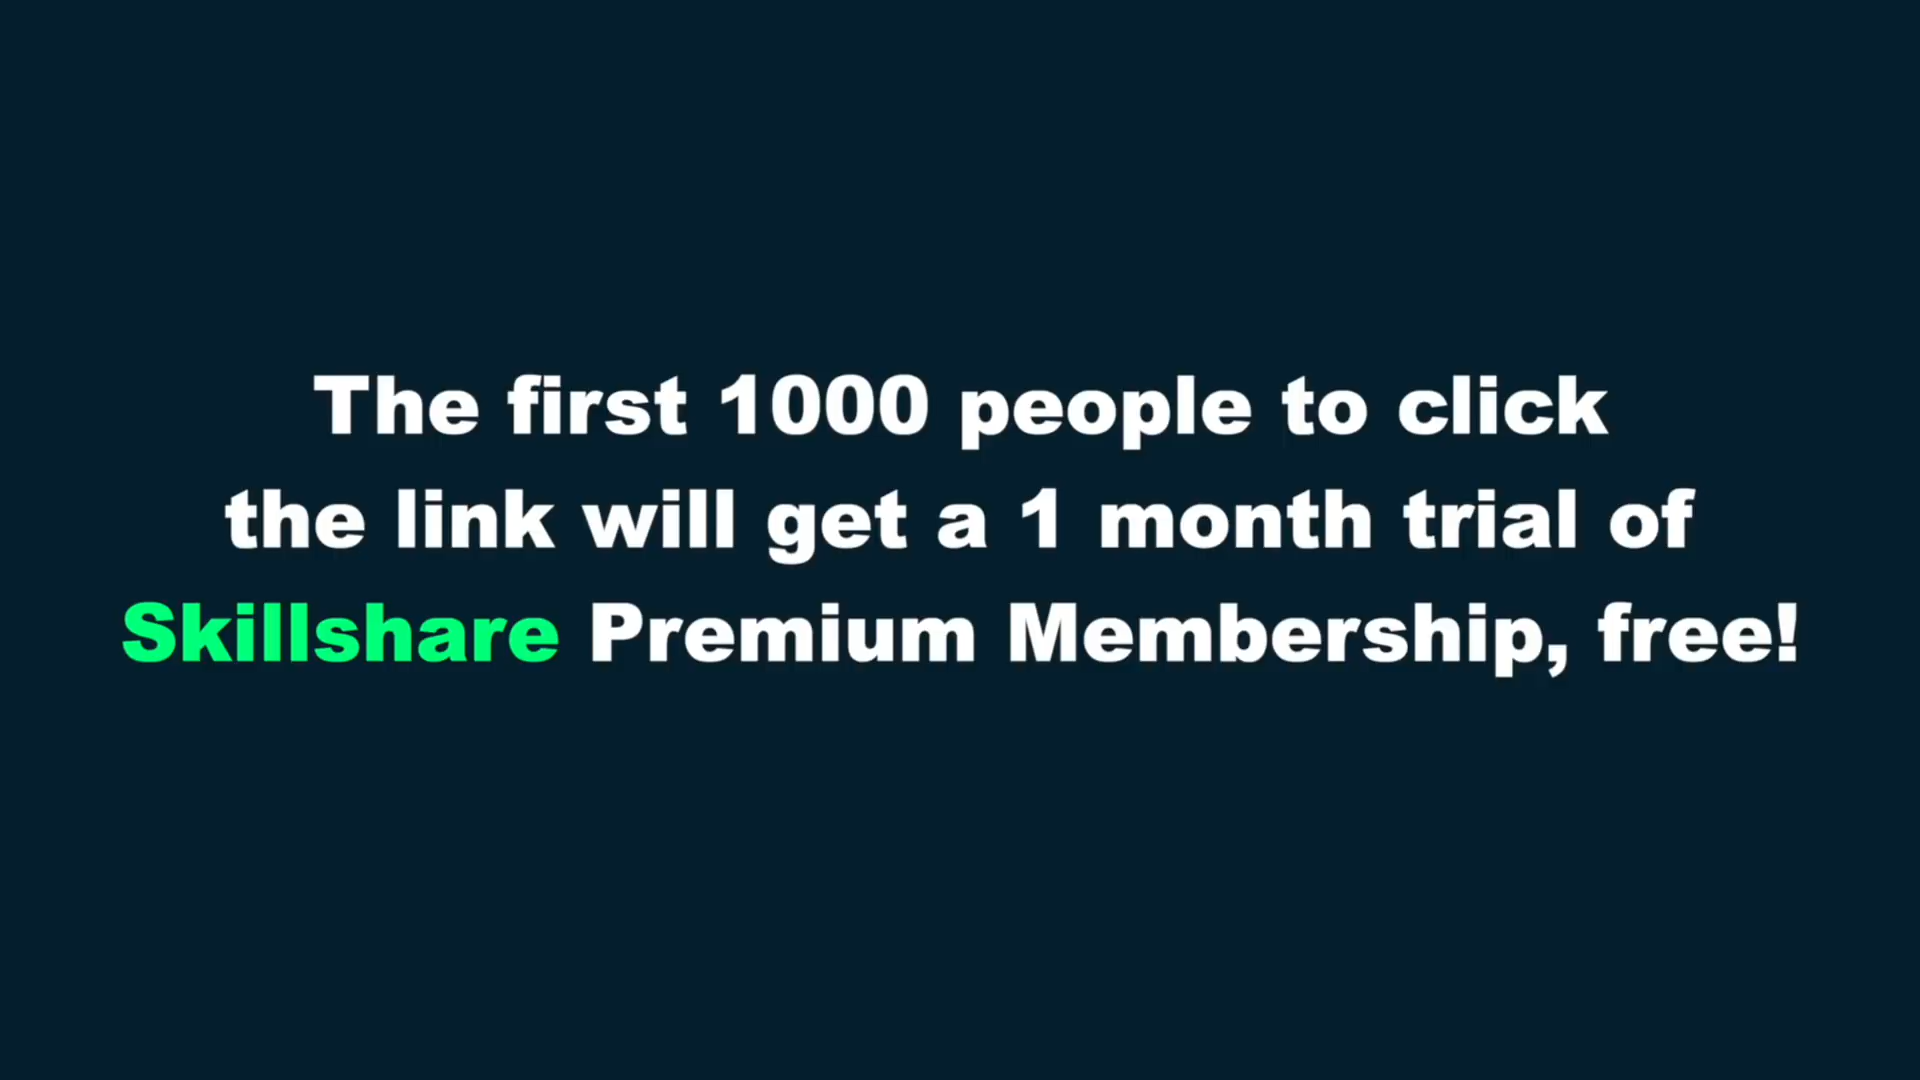 The first 1000 people to click
the link will get a 1 month trial of
Skillshare Premium Membership, free!